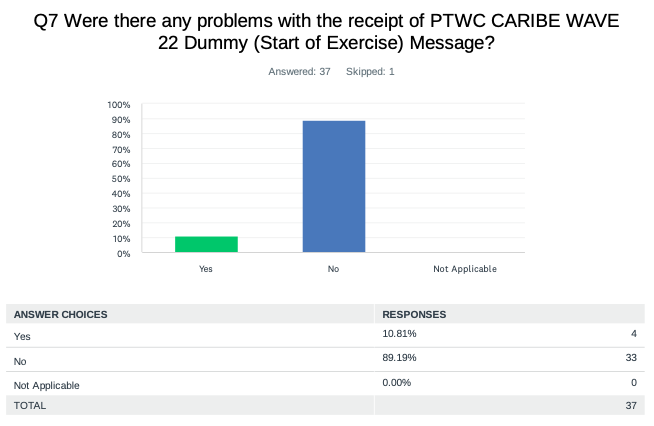 Q7 Were there any problems with the receipt of PTWC CARIBE WAVE
22 Dummy (Start of Exercise) Message?
Answered: 37 Skipped: 1
100%
90%
80%
70%
60%
50%
40%
30%
20%
10%
0%
Yes No Not Applicable
ANSWER CHOICES RESPONSES
Yes 10.81% 4
No 89.19% 33
Not Applicable 0.00% 0
TOTAL 37